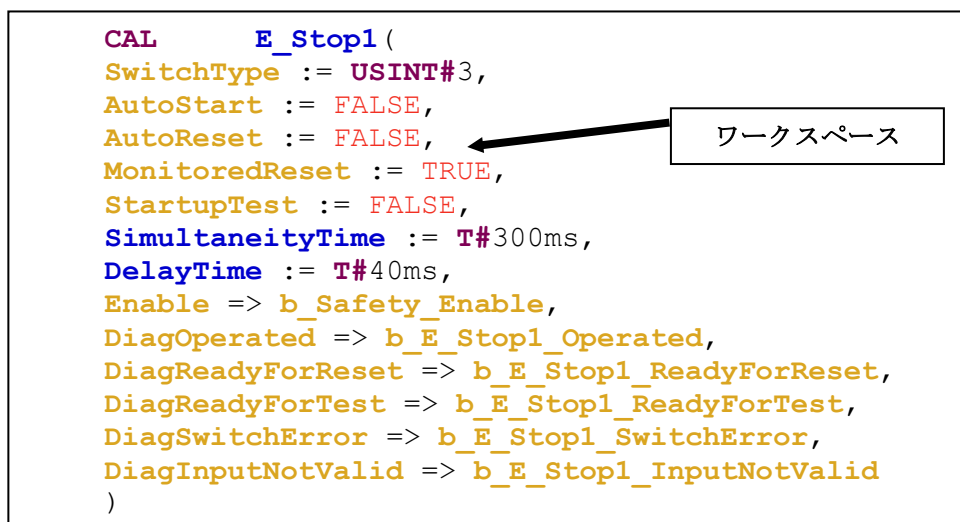 CAL E_Stop1(
SwitchType := USINT#3,
AutoStart := FALSE,
AutoReset := FALSE,
MonitoredReset := TRUE,
StartupTest := FALSE,
SimultaneityTime := T#300ms,
DelayTime := T#40ms,
Enable => b_Safety_Enable,
DiagOperated => b_E_Stop1_Operated,
DiagReadyForReset => b_E_Stop1_ReadyForReset,
DiagReadyForTest => b_E_Stop1_ReadyForTest,
DiagSwitchError => b_E_Stop1_SwitchError,
DiagInputNotValid => b_E_Stop1_InputNotValid
)
ワークスペース